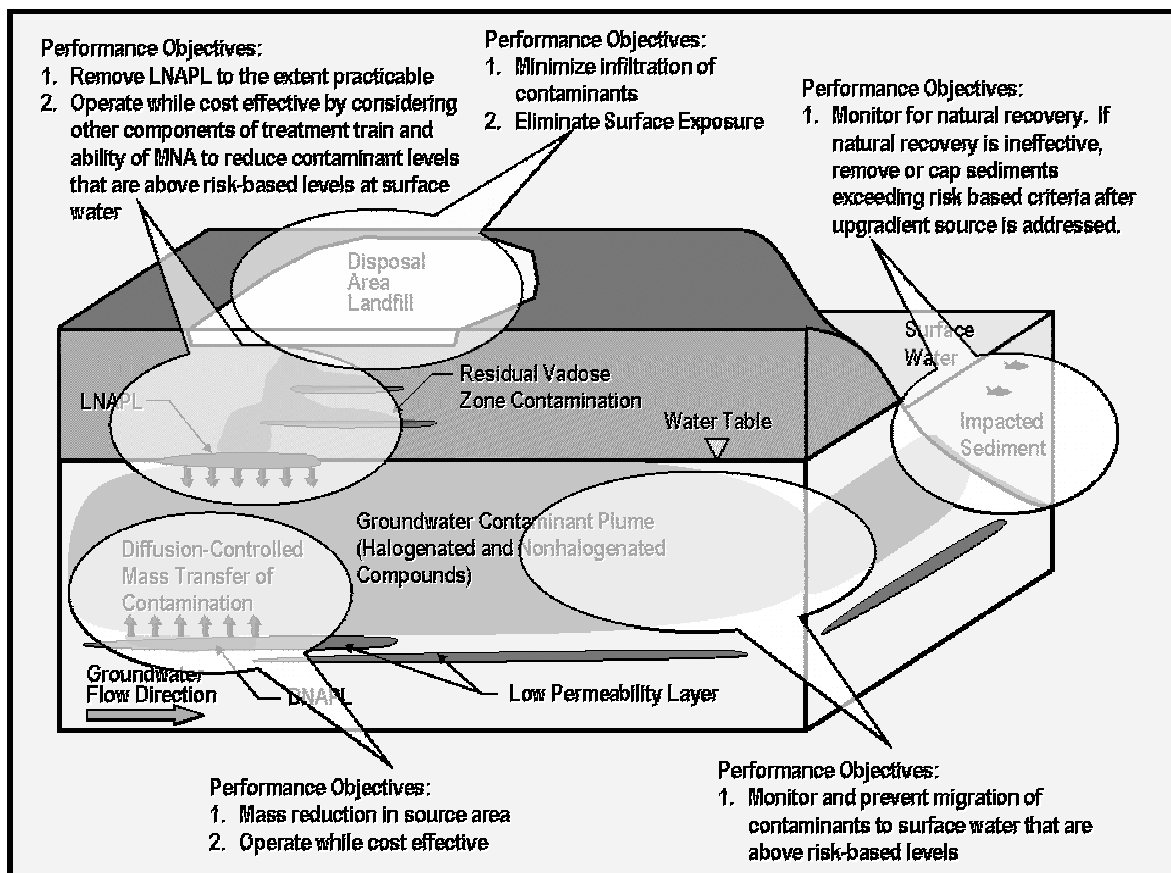 Performance Objectives:
1. Remove LNAPL to the extent practicable
2. Operate while cost effective by considering
other components of treatment train and
ability of MNA to reduce contaminant levels
that are above risk-based levels at surface
water
Performance Objectives:
1. Minimize infiltration of
contaminants
2. Eliminate Surface Exposure
Performance Objectives:
1. Monitor for natural recovery. If
natural recovery is ineffective,
remove or cap sediments
exceeding risk based criteria after
upgradient source is addressed.
Disposal
Area
Landfill
Surface
Water
LNAPL
Residual Vadose
Zone Contamination
Water Table
Impacted
Sediment
Groundwater Contaminant Plume
(Halogenated and Nonhalogenated
Compounds)
Diffusion-Controlled
Mass Transfer of
Contamination
Groundwater
Flow Direction
DNAPL
Low Permeability Layer
Performance Objectives:
1. Mass reduction in source area
2. Operate while cost effective
Performance Objectives:
1. Monitor and prevent migration of
contaminants to surface water that are
above risk-based levels